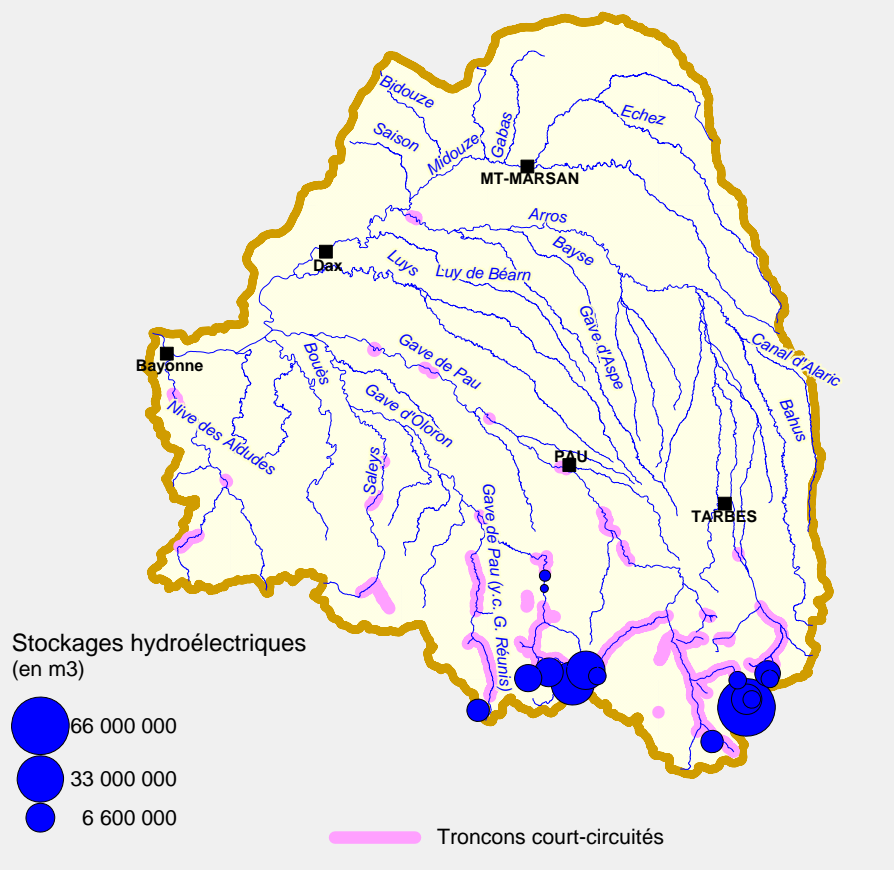 Bidouze
Echez
Gabas
Saison
Midouze
MT-MARSAN
Arros
Bayse
Dax
Luys
Luy de Béarn
Gave d'Aspe
Canal d'Alaric
Bayonne
Bouès
Gave de Pau
Gave d'Oloron
Bahus
Nive des Aldudes
PAU
Saleys
TARBES
Gave de Pau (y.c. G. Réunis)
Stockages hydroélectriques
(en m3)
66 000 000
33 000 000
6 600 000
Troncons court-circuités